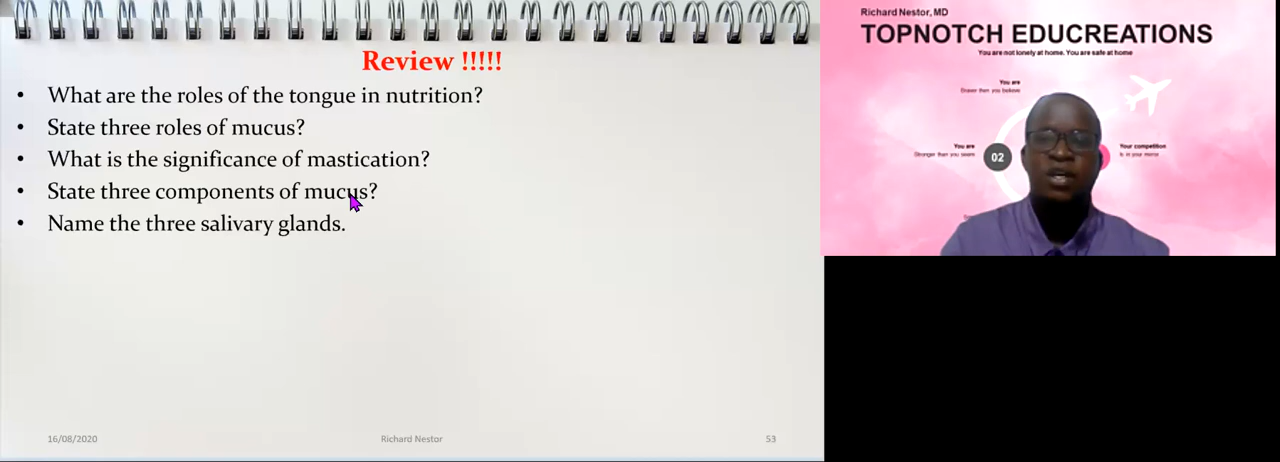 Review !!!!!
• What are the roles of the tongue in nutrition?
• State three roles of mucus?
• What is the significance of mastication?
• State three components of mucus?
• Name the three salivary glands.
16/08/2020
Richard Nestor
53
Richard Nestor, MD
TOPNOTCH EDUCREATIONS
You are not lonely at home. You are safe at home
You are
Braver than you believe
You are
Stronger than you seem
02
Your competition
Is in your mirror